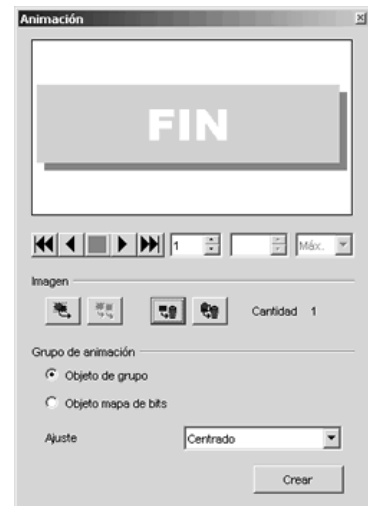 Animación
FIN
1 Máx.
Imagen
Cantidad 1
Grupo de animación
Objeto de grupo
Objeto mapa de bits
Ajuste Centrado
Crear